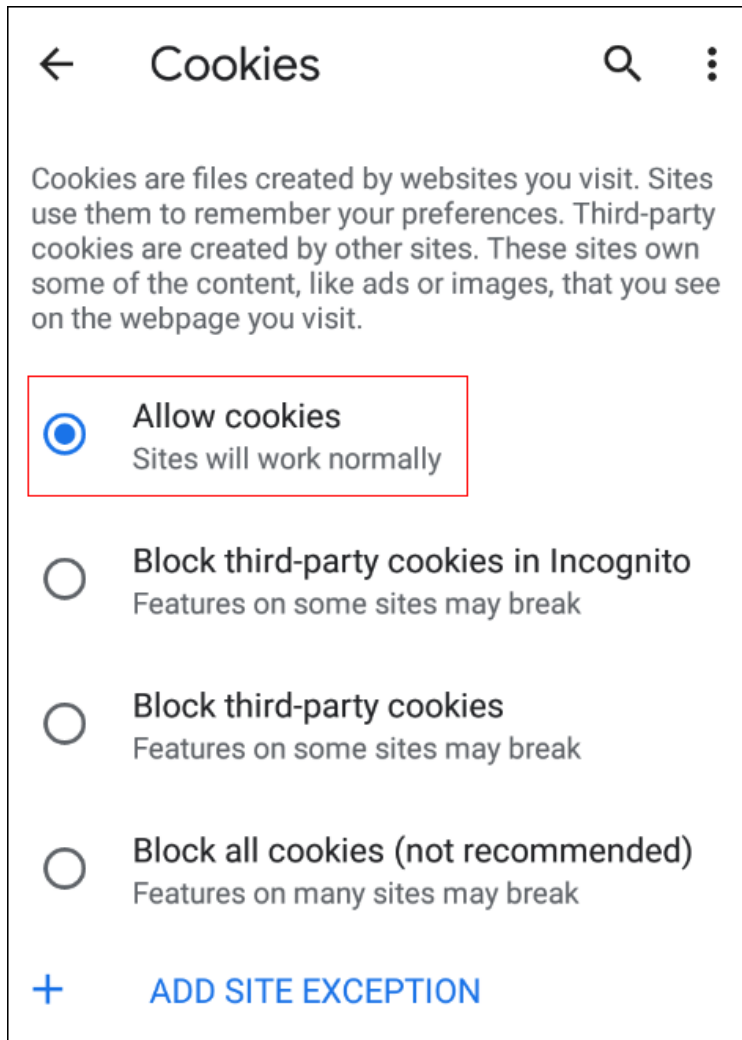 Cookies
Cookies are files created by websites you visit. Sites
use them to remember your preferences. Third-party
cookies are created by other sites. These sites own
some of the content, like ads or images, that you see
on the webpage you visit.
Allow cookies
Sites will work normally
Block third-party cookies in Incognito
Features on some sites may break
Block third-party cookies
Features on some sites may break
Block all cookies (not recommended)
Features on many sites may break
+ ADD SITE EXCEPTION